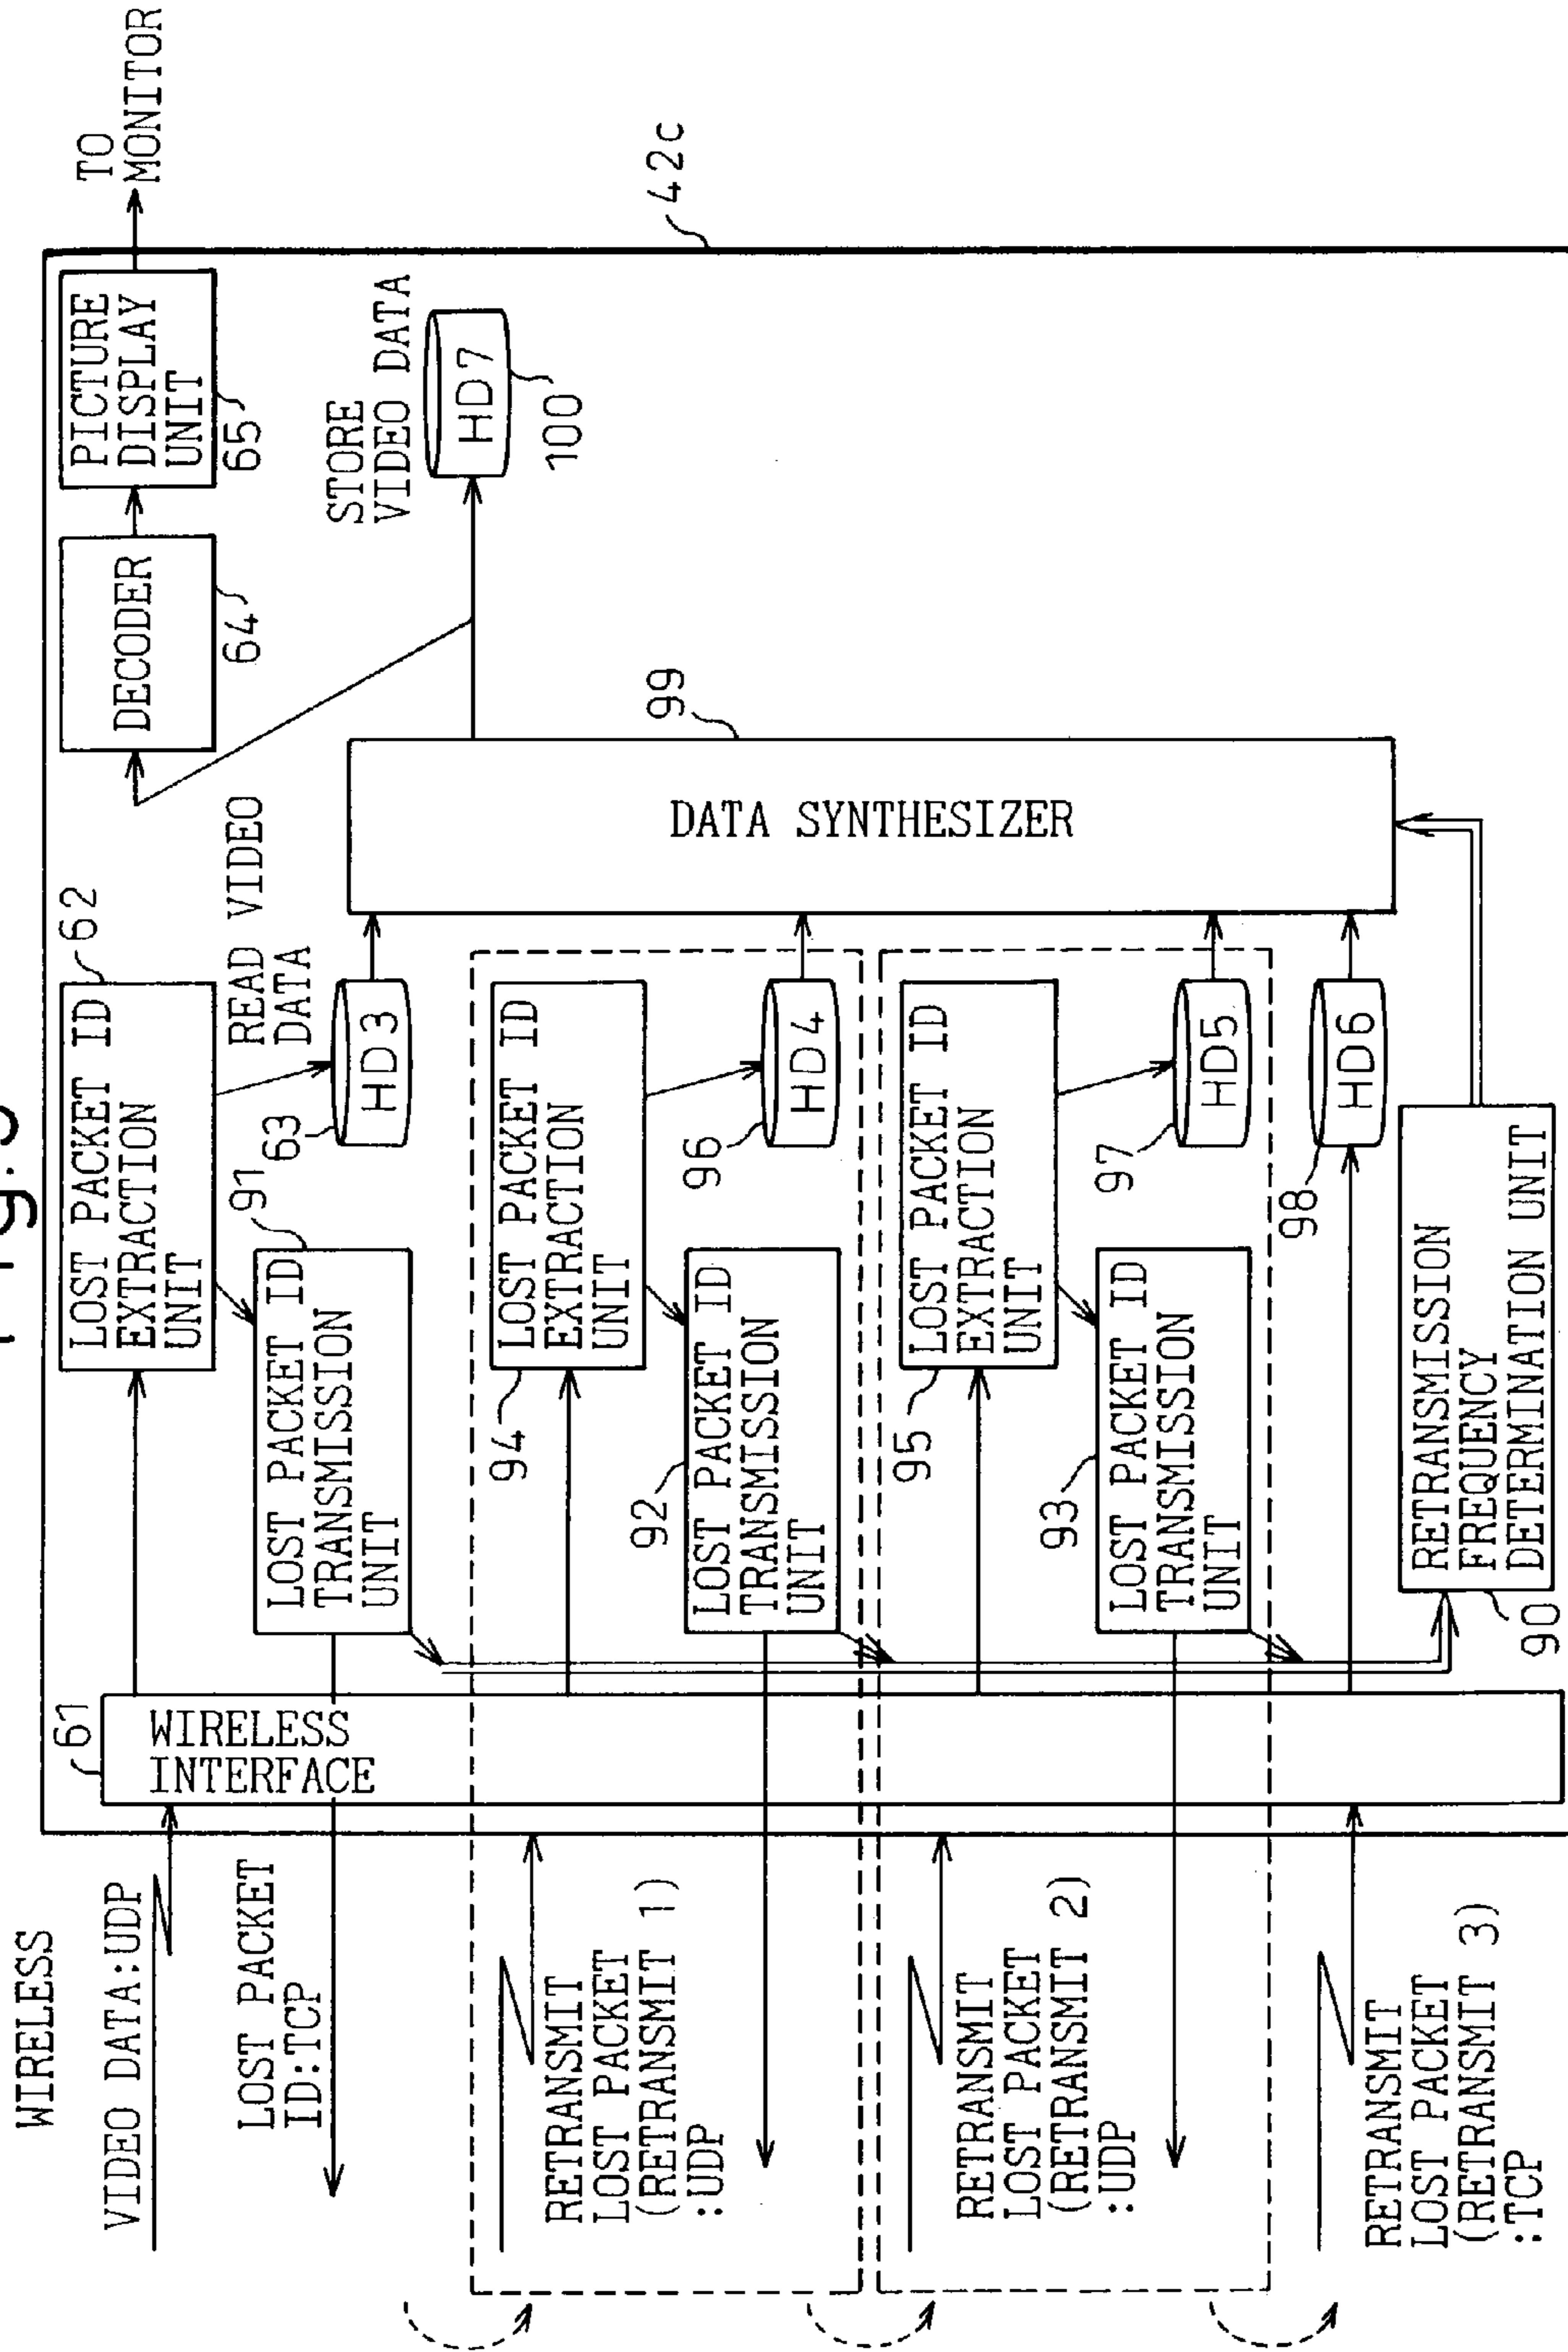 Fig.9
WIRELESS
VIDEO DATA:UDP
LOST PACKET
ID:TCP
RETRANSMIT
LOST PACKET
(RETRANSMIT 1)
:UDP
RETRANSMIT
LOST PACKET
(RETRANSMIT 2)
:UDP
RETRANSMIT
LOST PACKET
(RETRANSMIT 3)
:TCP
61
WIRELESS
INTERFACE
LOST PACKET ID
EXTRACTION
UNIT
62
LOST PACKET ID
TRANSMISSION
UNIT
91
READ VIDEO
DATA
63
HD3
LOST PACKET ID
EXTRACTION
UNIT
94
LOST PACKET ID
TRANSMISSION
UNIT
92
96
HD4
LOST PACKET ID
EXTRACTION
UNIT
95
LOST PACKET ID
TRANSMISSION
UNIT
93
97
HD5
98
HD6
RETRANSMISSION
FREQUENCY
DETERMINATION UNIT
90
DATA SYNTHESIZER
99
DECODER
64
PICTURE
DISPLAY
UNIT
65
TO
MONITOR
STORE
VIDEO DATA
HD7
100
42c